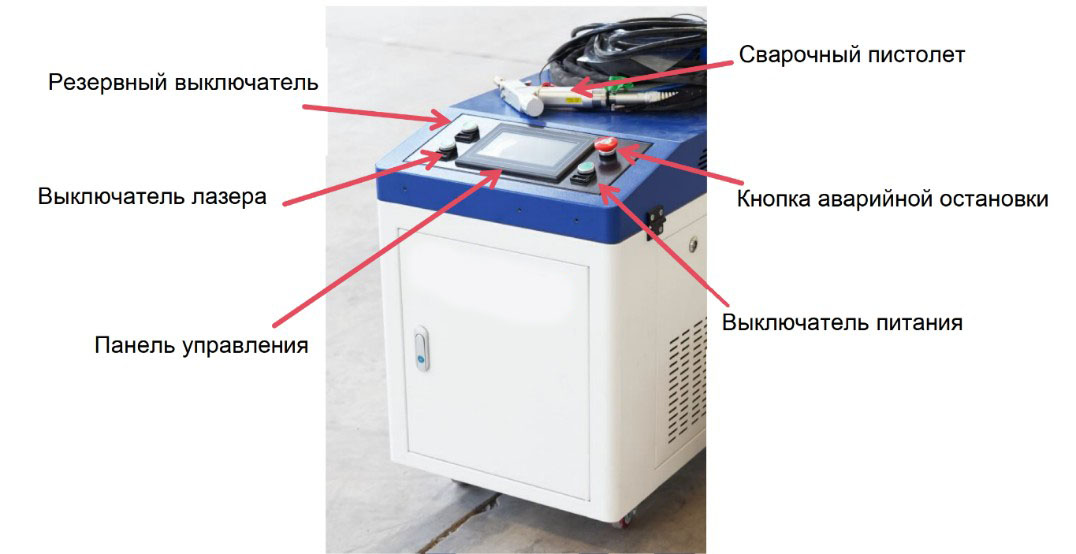 Сварочный пистолет
Резервный выключатель
Выключатель лазера
Кнопка аварийной остановки
Выключатель питания
Панель управления